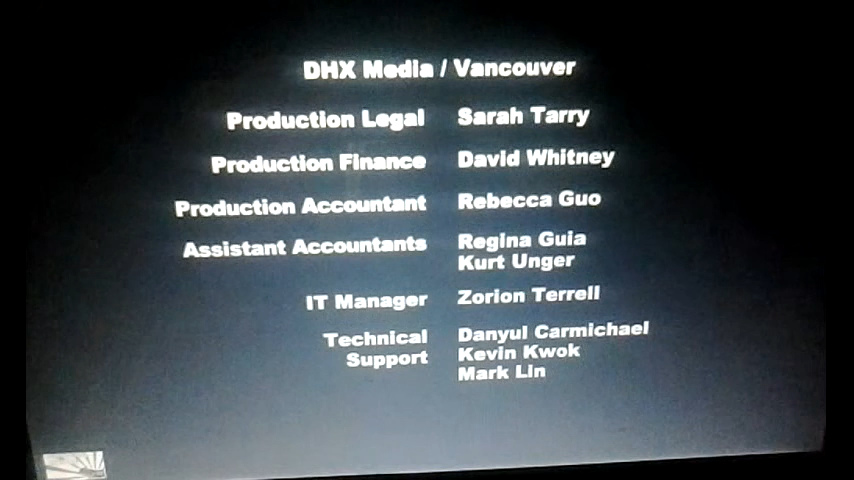 DHX Media / Vancouver
Production Legal Sarah Tarry
Production Finance David Whitney
Production Accountant Rebecca Guo
Assistant Accountants Regina Guia
Kurt Unger
IT Manager Zorion Terrell
Technical Danyul Carmichael
Support Kevin Kwok
Mark Lin